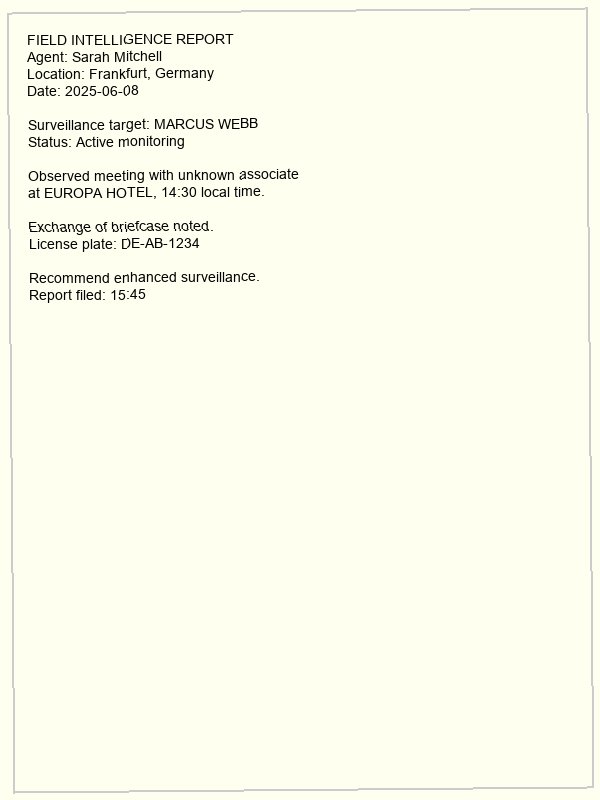 FIELD INTELLIGENCE REPORT
Agent: Sarah Mitchell
Location: Frankfurt, Germany
Date: 2025-06-08
Surveillance target: MARCUS WEBB
Status: Active monitoring
Observed meeting with unknown associate
at EUROPA HOTEL, 14:30 local time.
Exchange of briefcase noted.
License plate: DE-AB-1234
Recommend enhanced surveillance.
Report filed: 15:45